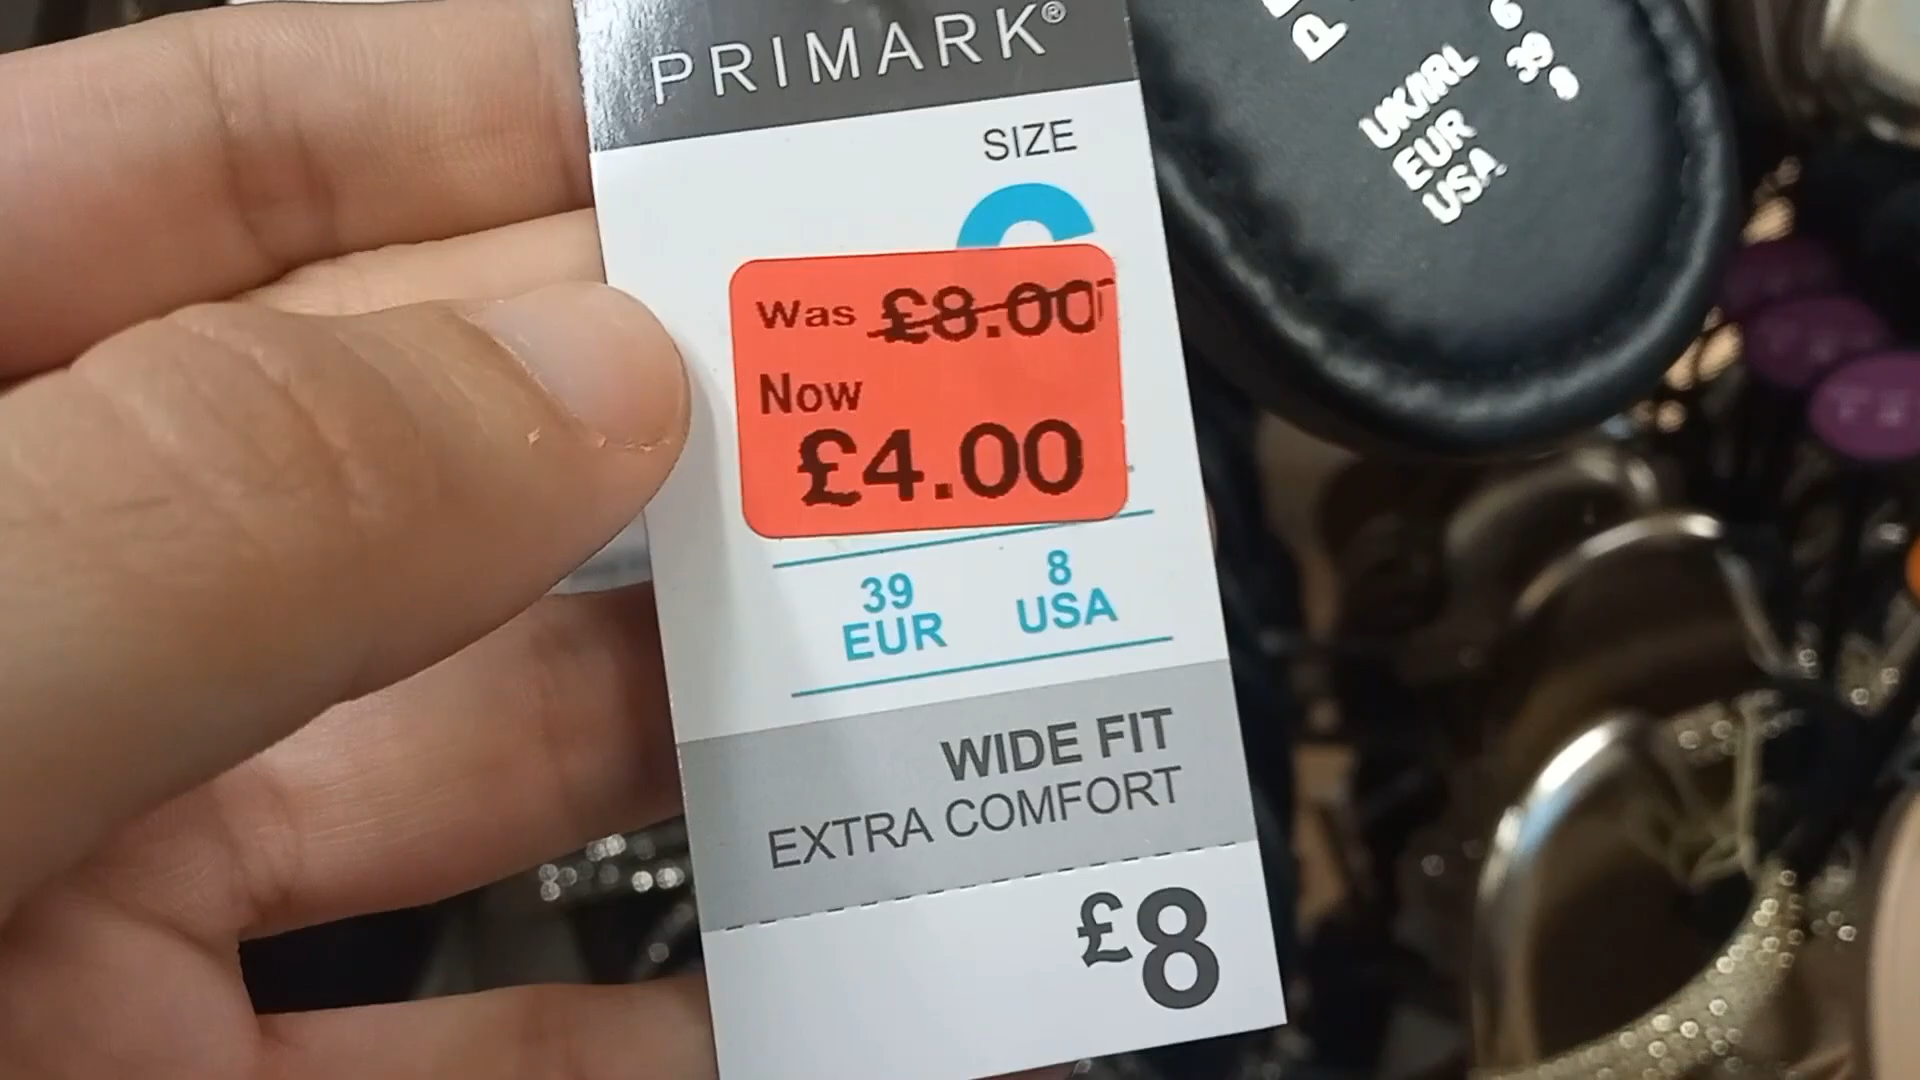 PRIMARK®
SIZE
Was £8.00
Now
£4.00
39
EUR
8
USA
WIDE FIT
EXTRA COMFORT
£8
UK/IRL 6
EUR 39
USA 8